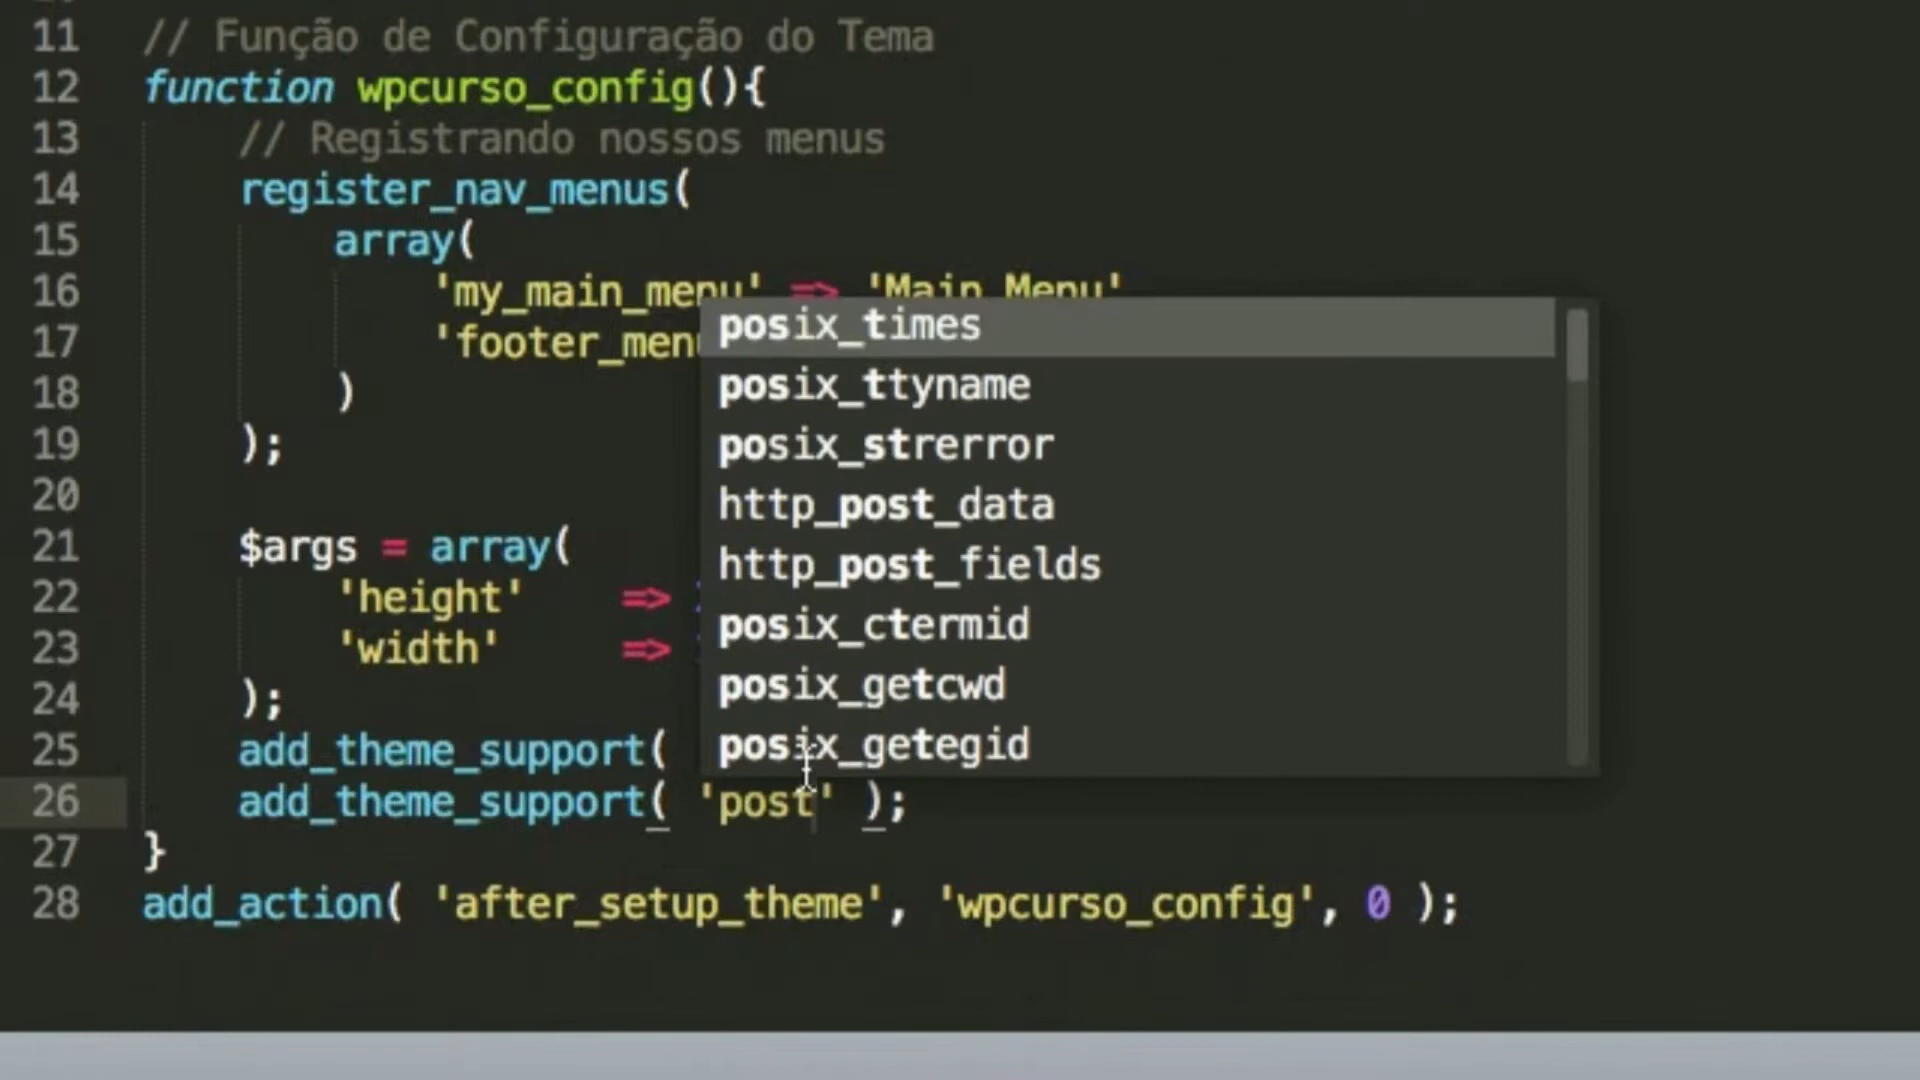 11 // Função de Configuração do Tema
12 function wpcurso_config(){
13 // Registrando nossos menus
14 register_nav_menus(
15 array(
16 'my_main_menu' => 'Main Menu'
17 'footer_menu
18 )
19 );
20
21 $args = array(
22 'height' =>
23 'width' =>
24 );
25 add_theme_support(
26 add_theme_support( 'post' );
27 }
28 add_action( 'after_setup_theme', 'wpcurso_config', 0 );
posix_times
posix_ttyname
posix_strerror
http_post_data
http_post_fields
posix_ctermid
posix_getcwd
posix_getegid